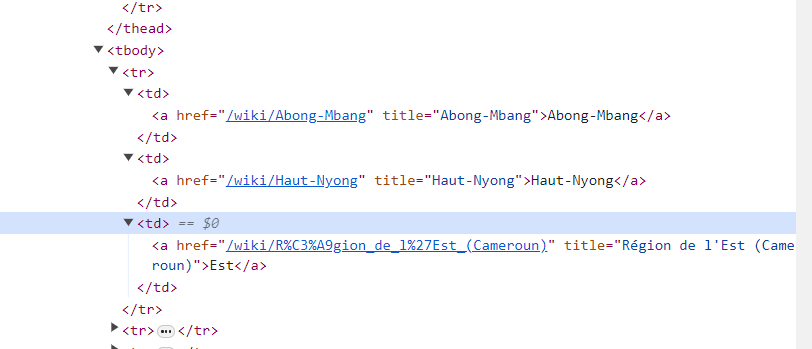 </tr>
</thead>
▼<tbody>
▼<tr>
▼<td>
<a href="/wiki/Abong-Mbang" title="Abong-Mbang">Abong-Mbang</a>
</td>
▼<td>
<a href="/wiki/Haut-Nyong" title="Haut-Nyong">Haut-Nyong</a>
</td>
▼<td> == $0
<a href="/wiki/R%C3%A9gion_de_l%27Est_(Cameroun)" title="Région de l'Est (Came
roun)">Est</a>
</td>
</tr>
▶<tr>…</tr>